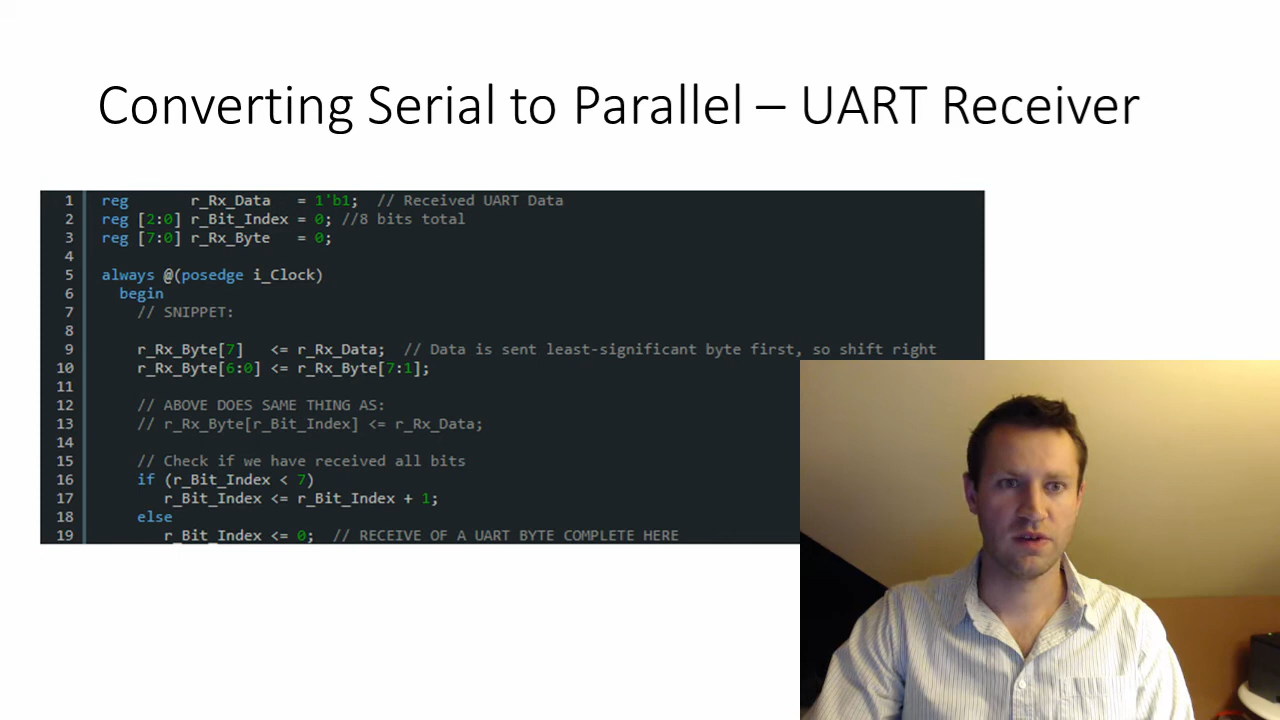 Converting Serial to Parallel – UART Receiver
1 reg r_Rx_Data = 1'b1; // Received UART Data
2 reg [2:0] r_Bit_Index = 0; //8 bits total
3 reg [7:0] r_Rx_Byte = 0;
4
5 always @(posedge i_Clock)
6 begin
7 // SNIPPET:
8
9 r_Rx_Byte[7] <= r_Rx_Data; // Data is sent least-significant byte first, so shift right
10 r_Rx_Byte[6:0] <= r_Rx_Byte[7:1];
11
12 // ABOVE DOES SAME THING AS:
13 // r_Rx_Byte[r_Bit_Index] <= r_Rx_Data;
14
15 // Check if we have received all bits
16 if (r_Bit_Index < 7)
17 r_Bit_Index <= r_Bit_Index + 1;
18 else
19 r_Bit_Index <= 0; // RECEIVE OF A UART BYTE COMPLETE HERE